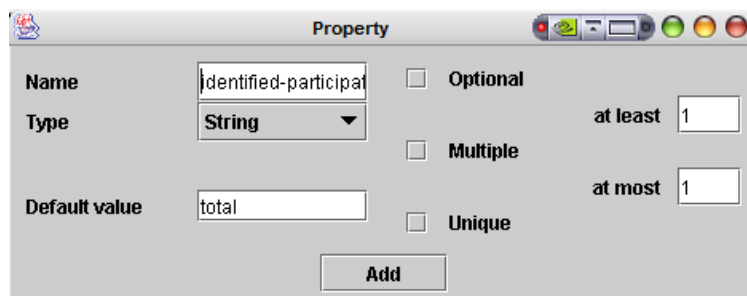 Property
Name identified-participat Optional
Type String at least 1
Multiple
at most 1
Default value total
Unique
Add